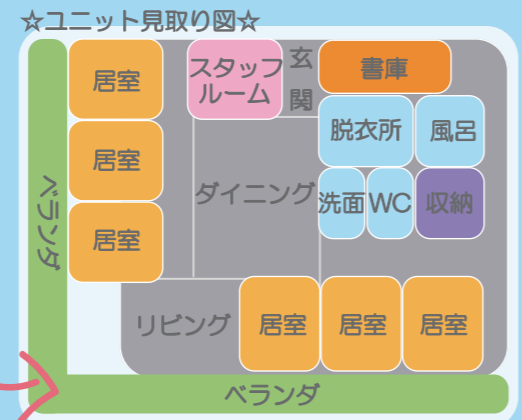 ☆ユニット見取り図☆
居室
スタッフ
ルーム
玄
関
書庫
脱衣所
風呂
居室
ベランダ
ダイニング
洗面
WC
収納
居室
リビング
居室
居室
居室
ベランダ